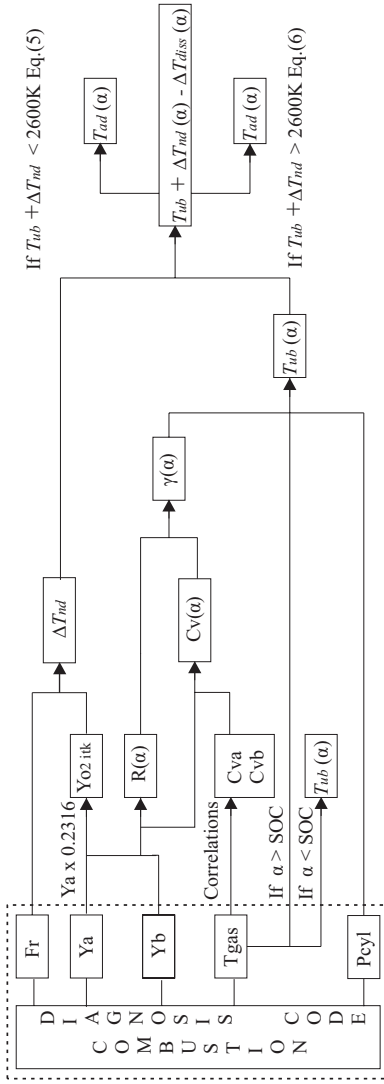 COMBUSTION
DIAGNOSIS CODE
Fr
Ya
Yb
Tgas
Pcyl
Ya x 0.2316
Correlations
If α > SOC
If α < SOC
Yo2 itk
R(α)
Cva
Cvb
Tub (α)
ΔTnd
Cv(α)
γ(α)
Tub (α)
If Tub +ΔTnd < 2600K Eq.(5)
Tad (α)
Tub + ΔTnd (α) - ΔTdiss (α)
Tad (α)
If Tub +ΔTnd > 2600K Eq.(6)